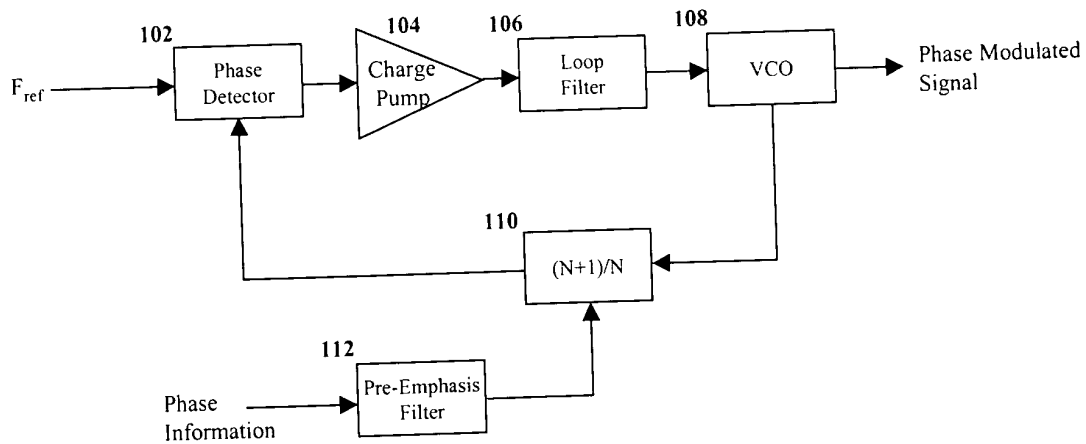 102
104
106
108
F_ref
Phase
Detector
Charge
Pump
Loop
Filter
VCO
Phase Modulated
Signal
110
(N+1)/N
112
Pre-Emphasis
Filter
Phase
Information